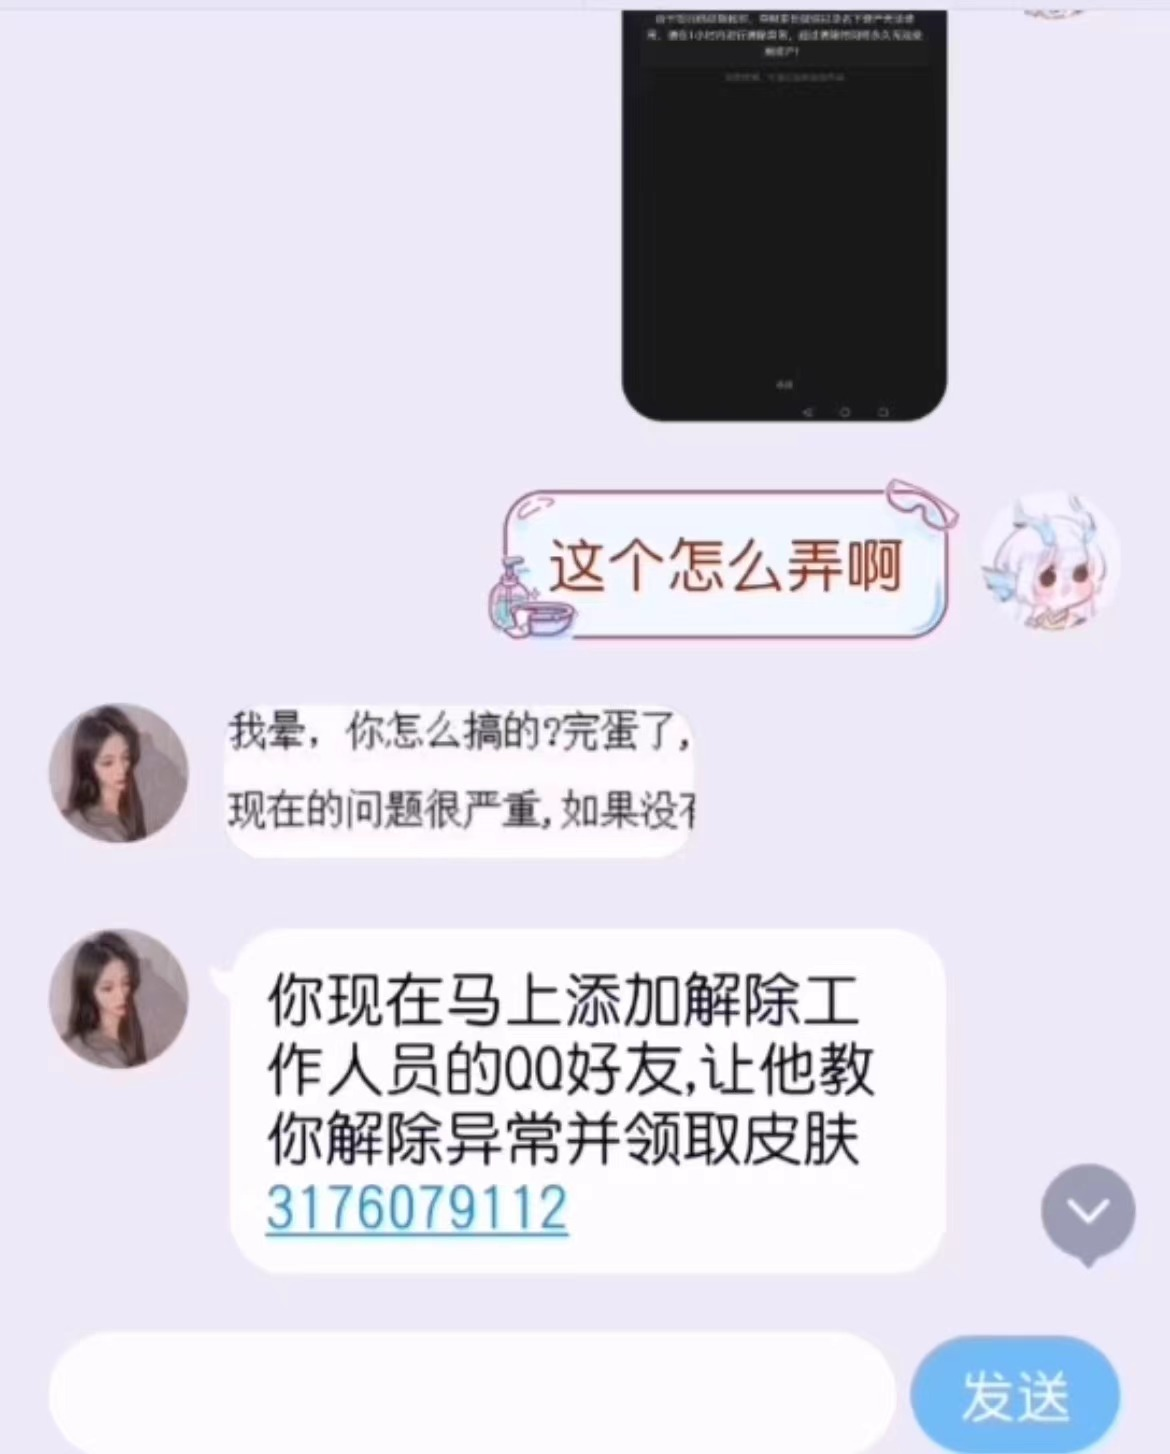 这个怎么弄啊
我晕，你怎么搞的?完蛋了,
现在的问题很严重,如果没
你现在马上添加解除工
作人员的QQ好友,让他教
你解除异常并领取皮肤
3176079112
发送